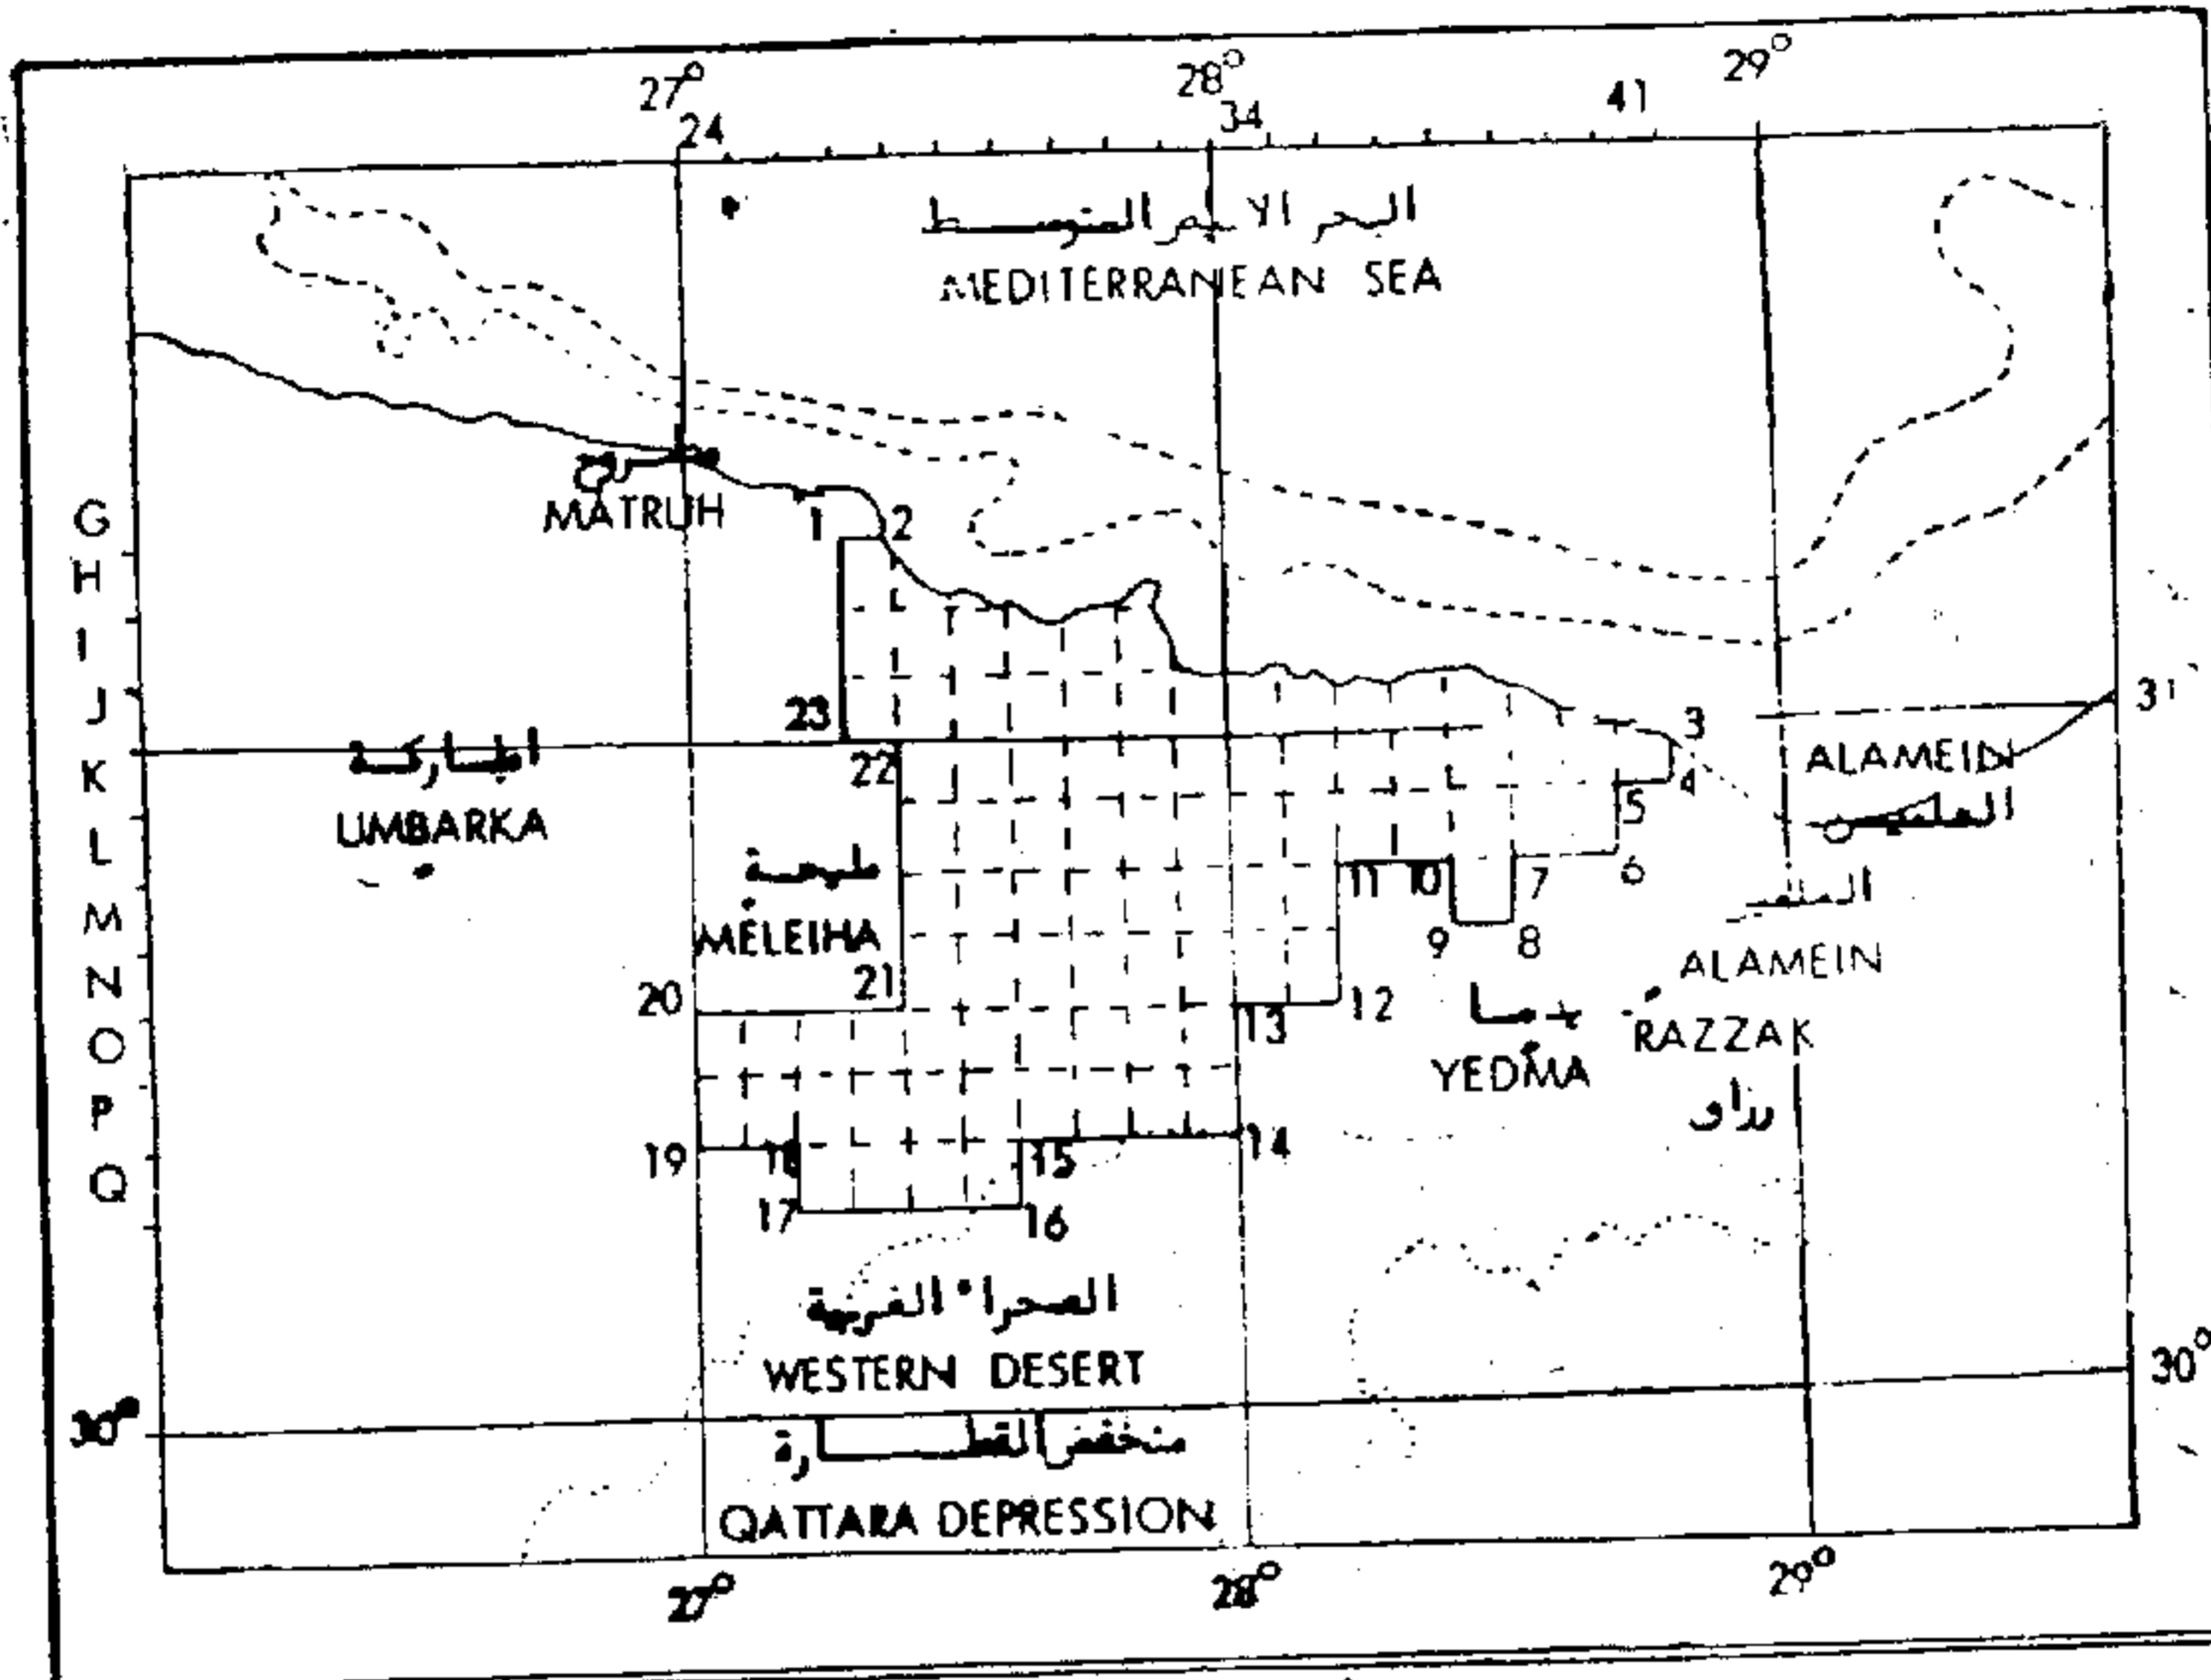 27° 28° 29°
24 34 41
البحر الابيض المتوسط
MEDITERRANEAN SEA
مطروح
MATRUH
G
H
I
J
K
L
M
N
O
P
Q
1 2
23 3 31
22 4
ALAMEIN
العلمين
5
UMBARKA
مليحة
11 10 7 6
MELEIHA
9 8
ALAMEIN
20 21
13 12
يدما
RAZZAK
YEDMA
19 18 15 14
17 16
الصحراء الغربية
WESTERN DESERT
30° 30°
منخفض القطارة
QATTARA DEPRESSION
27° 28° 29°